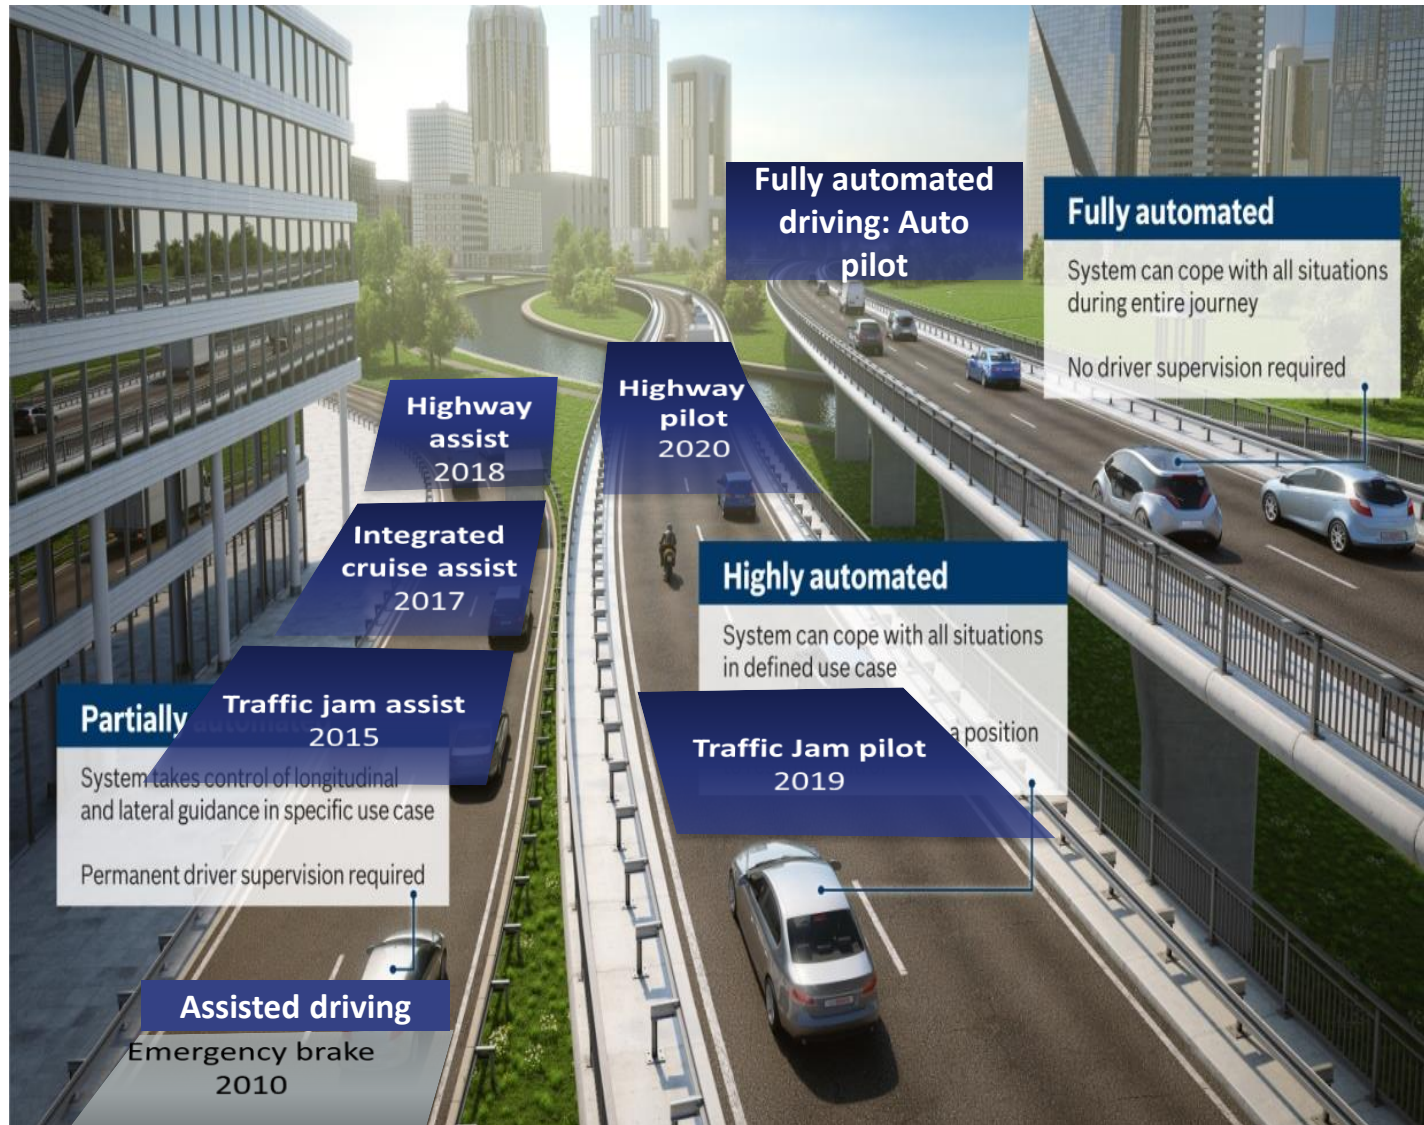 Fully automated
driving: Auto
pilot
Fully automated
System can cope with all situations
during entire journey
No driver supervision required
Highway
assist
2018
Highway
pilot
2020
Integrated
cruise assist
2017
Highly automated
System can cope with all situations
in defined use case
a position
Traffic jam assist
2015
Traffic Jam pilot
2019
Partially
System takes control of longitudinal
and lateral guidance in specific use case
Permanent driver supervision required
Assisted driving
Emergency brake
2010